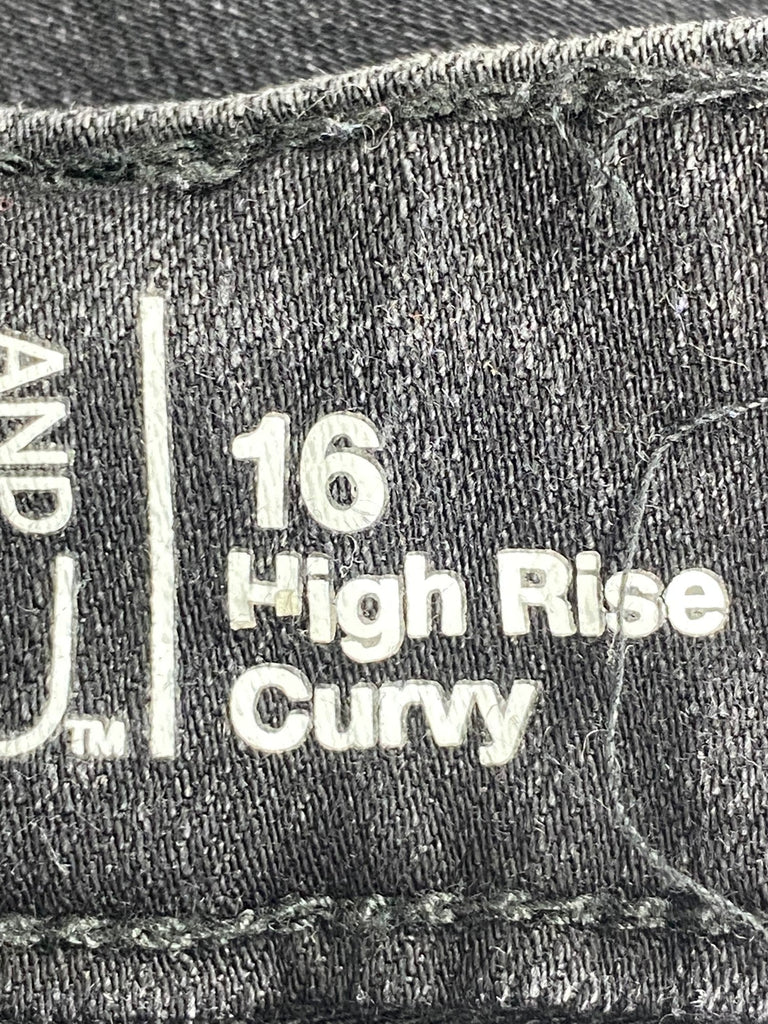 AND
TM
16
High Rise
Curvy